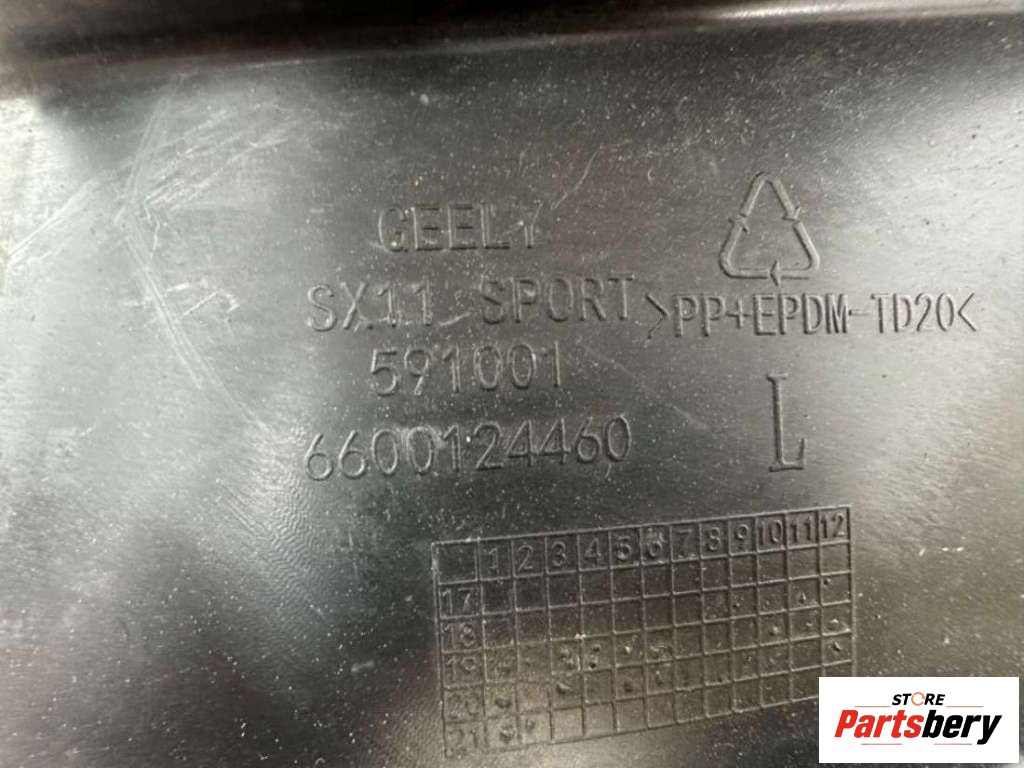 GEELY
SX11 SPORT
>PP+EPDM-TD20<
591001
6600124460
L
1 2 3 4 5 6 7 8 9 10 11 12
17
18
19
20
21
STORE
Partsbery